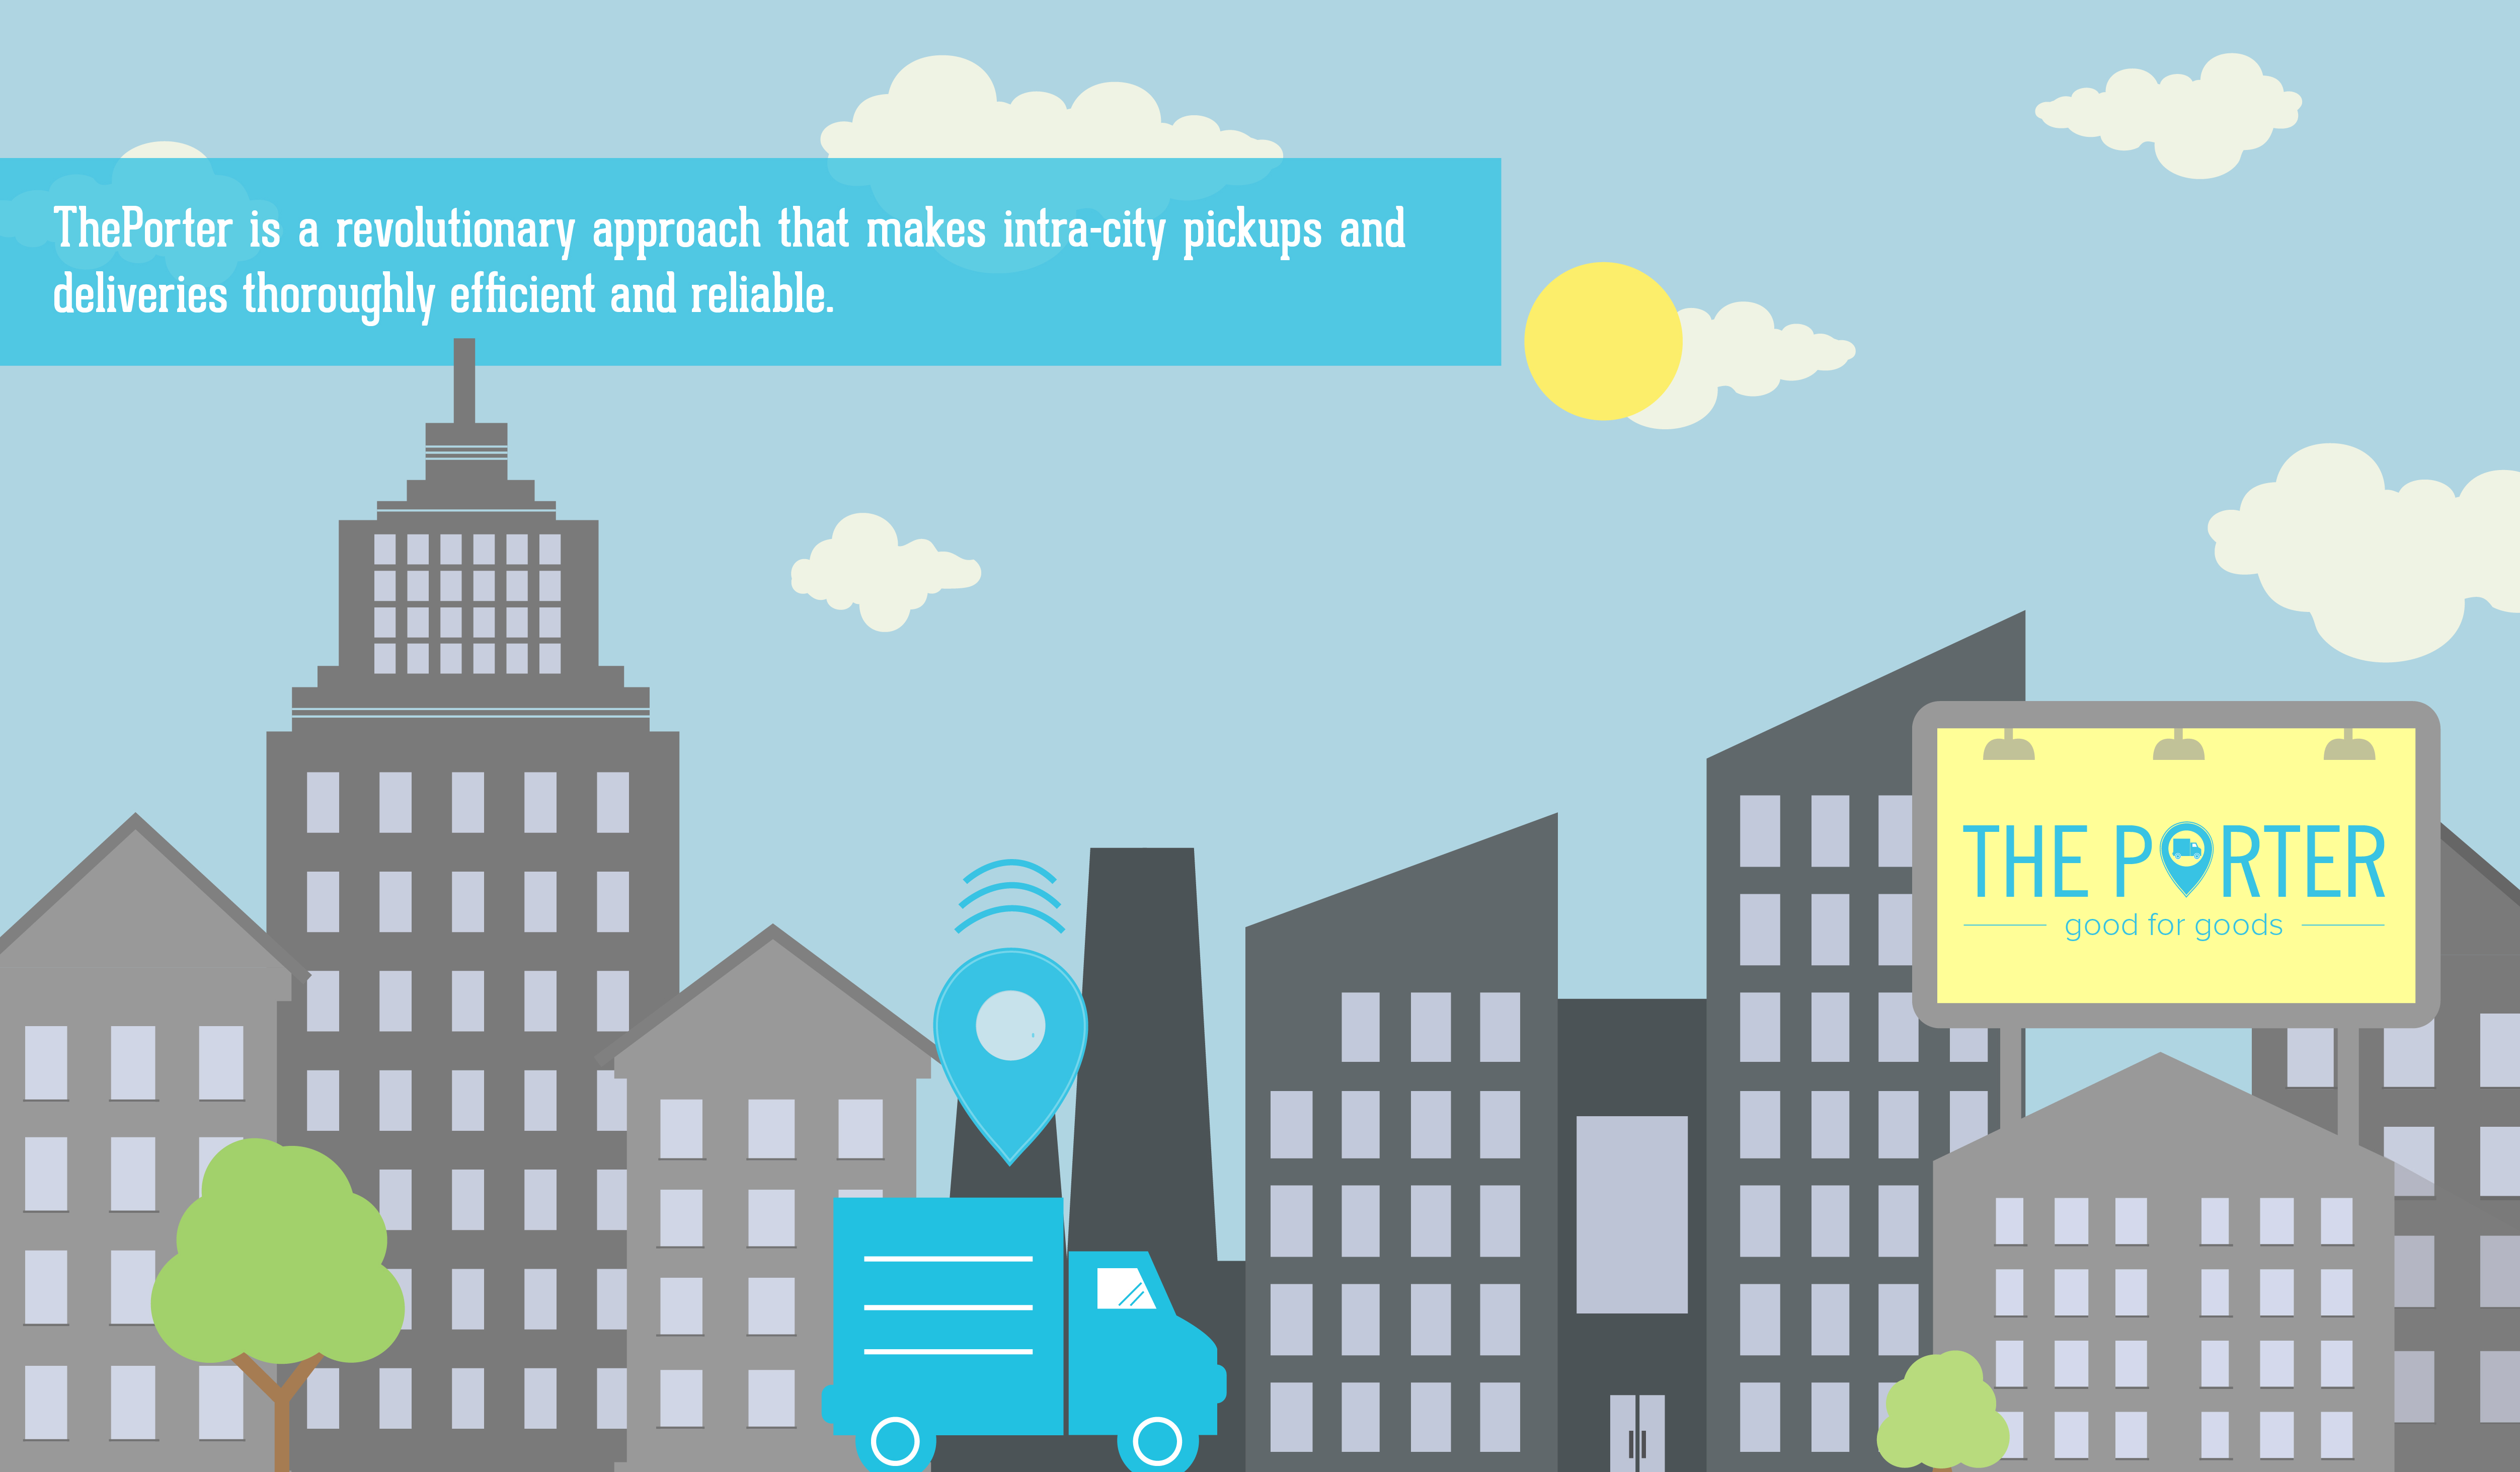 ThePorter is a revolutionary approach that makes intra-city pickups and
deliveries thoroughly efficient and reliable.
THE PORTER
good for goods